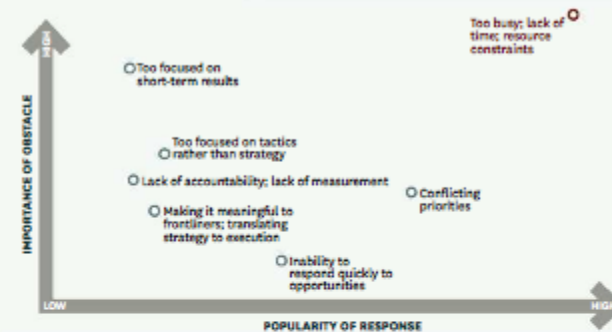 Too busy; lack of
time; resource
constraints
HIGH
Too focused on
short-term results
Too focused on tactics
rather than strategy
Lack of accountability; lack of measurement
Conflicting
priorities
Making it meaningful to
frontliners; translating
strategy to execution
Inability to
respond quickly to
opportunities
IMPORTANCE OF OBSTACLE
LOW
HIGH
POPULARITY OF RESPONSE